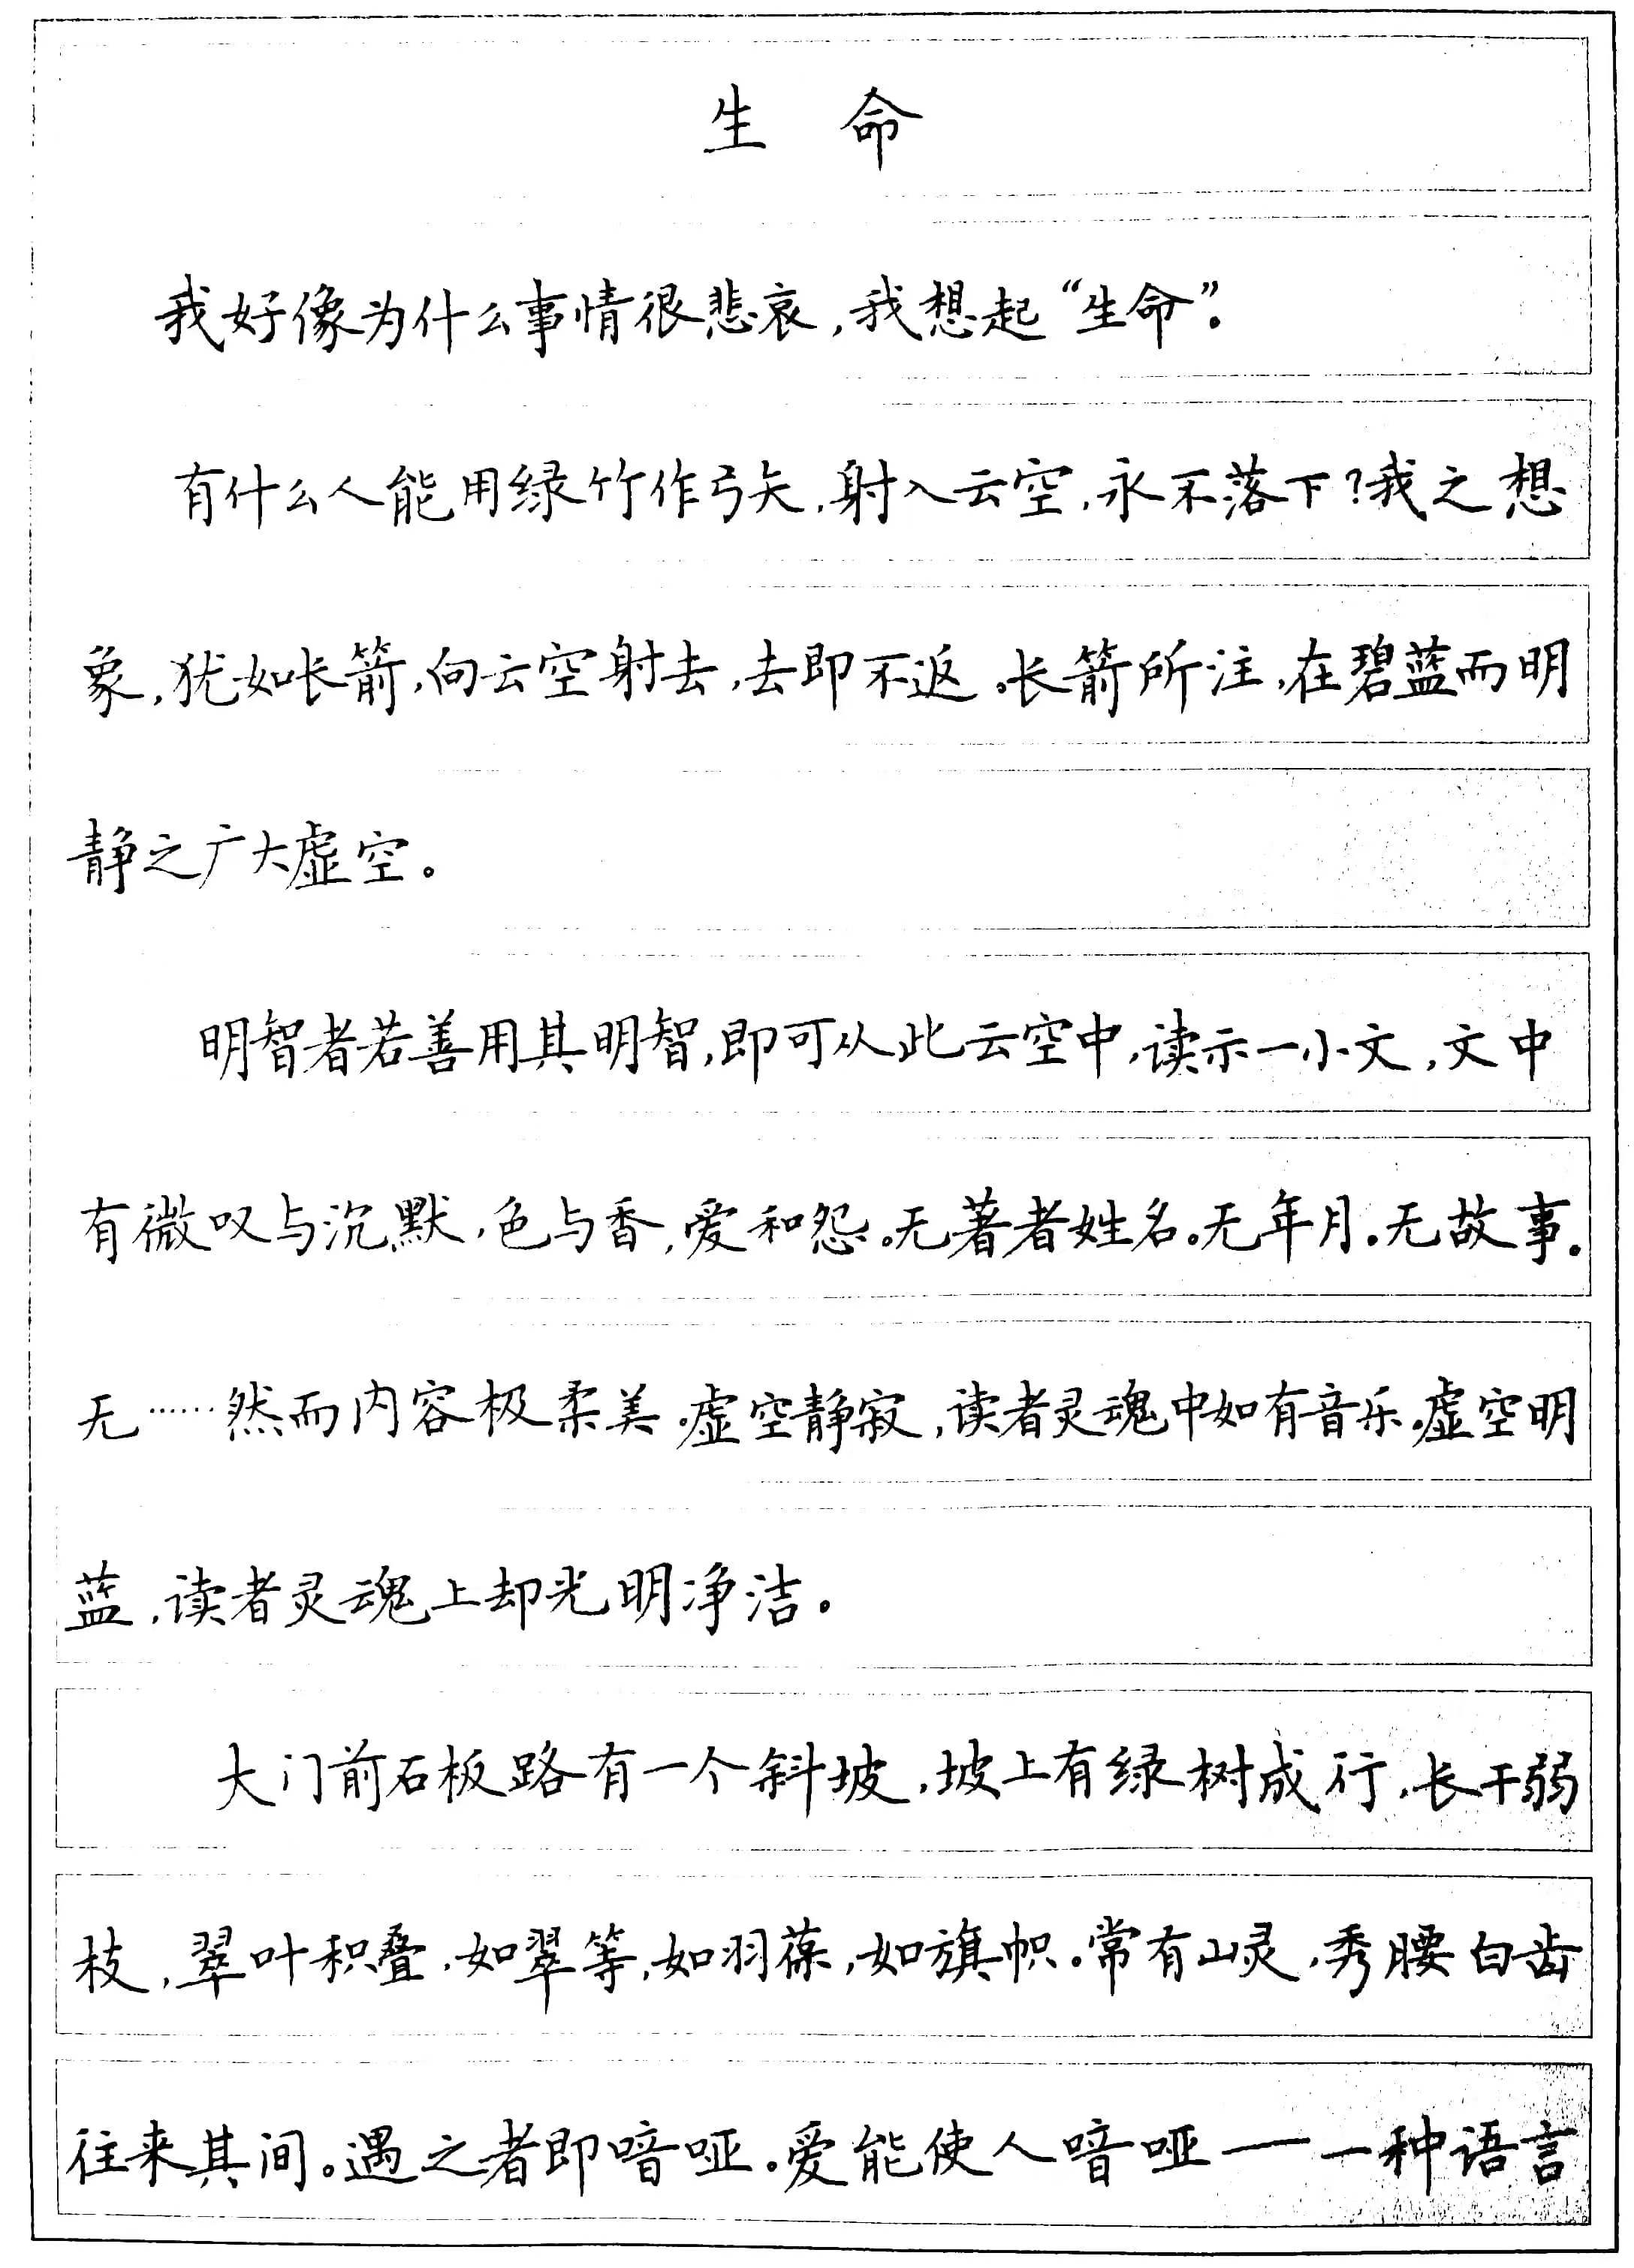 生 命
我好像为什么事情很悲哀,我想起“生命”。
有什么人能用绿竹作弓矢,射入云空,永不落下?我之想
象,犹如长箭,向云空射去,去即不返。长箭所注,在碧蓝而明
静之广大虚空。
明智者若善用其明智,即可从此云空中,读示一小文,文中
有微叹与沉默,色与香,爱和怨。无著者姓名。无年月。无故事。
无……然而内容极柔美。虚空静寂,读者灵魂中如有音乐。虚空明
蓝,读者灵魂上却光明净洁。
大门前石板路有一个斜坡,坡上有绿树成行,长干弱
枝,翠叶积叠,如翠等,如羽葆,如旗帜。常有山灵,秀腰白齿
往来其间。遇之者即喑哑。爱能使人喑哑——一种语言